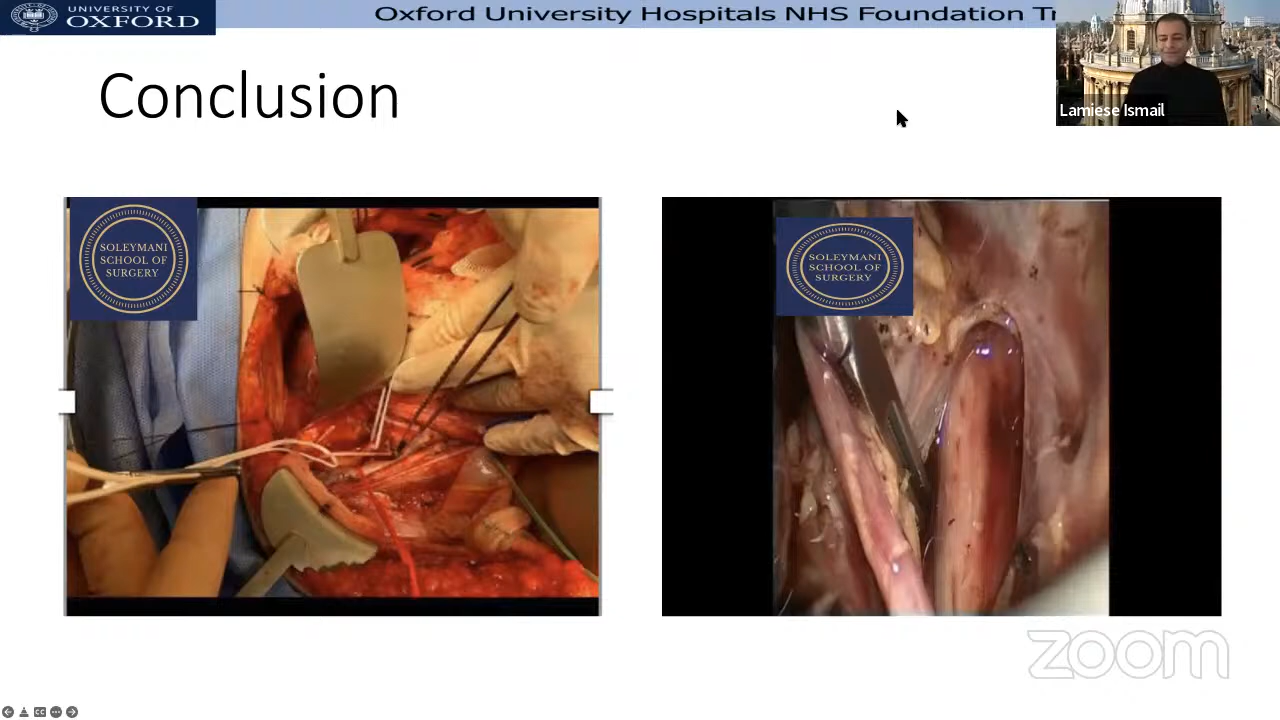 UNIVERSITY OF
OXFORD
Oxford University Hospitals NHS Foundation Tr
Lamiese Ismail
Conclusion
SOLEYMANI
SCHOOL OF
SURGERY
SOLEYMANI
SCHOOL OF
SURGERY
zoom
CC